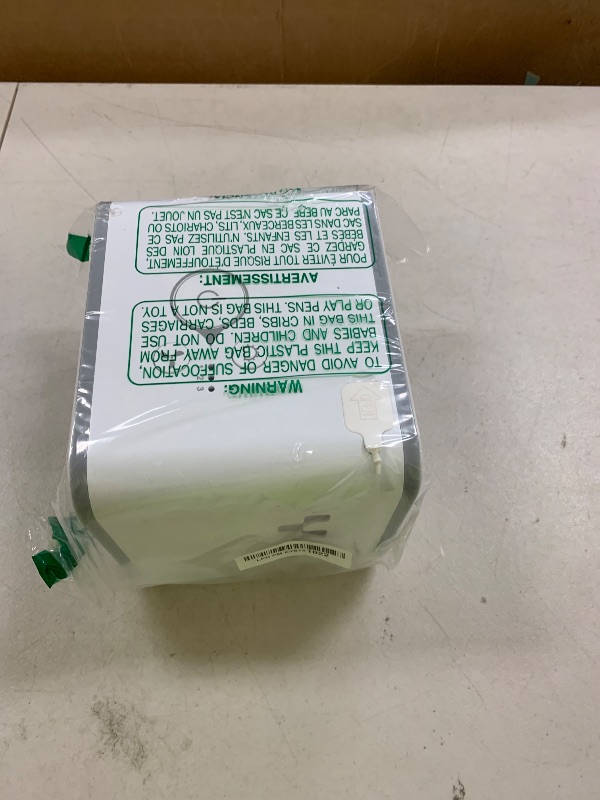 WARNING:
TO AVOID DANGER OF SUFFOCATION,
KEEP THIS PLASTIC BAG AWAY FROM
BABIES AND CHILDREN. DO NOT USE
THIS BAG IN CRIBS, BEDS, CARRIAGES
OR PLAY PENS. THIS BAG IS NOT TOY.
AVERTISSEMENT:
POUR ÉVITER TOUT RISQUE D'ÉTOUFFEMENT,
GARDEZ CE SAC EN PLASTIQUE LOIN DES
BÉBÉS ET LES ENFANTS. N'UTILISEZ PAS CE
SAC DANS LES BERCEAUX, LITS, CHARIOTS OU
PARC AU BÉBÉ. CE SAC N'EST PAS UN JOUET.